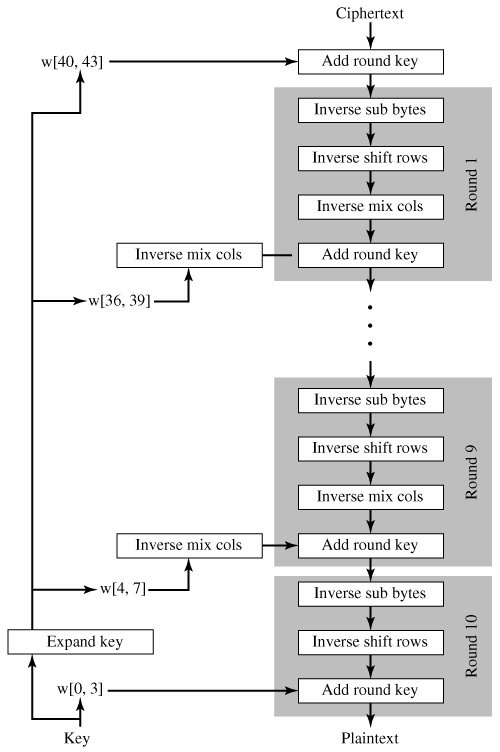 Ciphertext
w[40, 43]
Add round key
Inverse sub bytes
Inverse shift rows
Round 1
Inverse mix cols
Inverse mix cols
Add round key
w[36, 39]
Inverse sub bytes
Inverse shift rows
Round 9
Inverse mix cols
Inverse mix cols
Add round key
w[4, 7]
Inverse sub bytes
Expand key
Inverse shift rows
Round 10
w[0, 3]
Add round key
Key
Plaintext